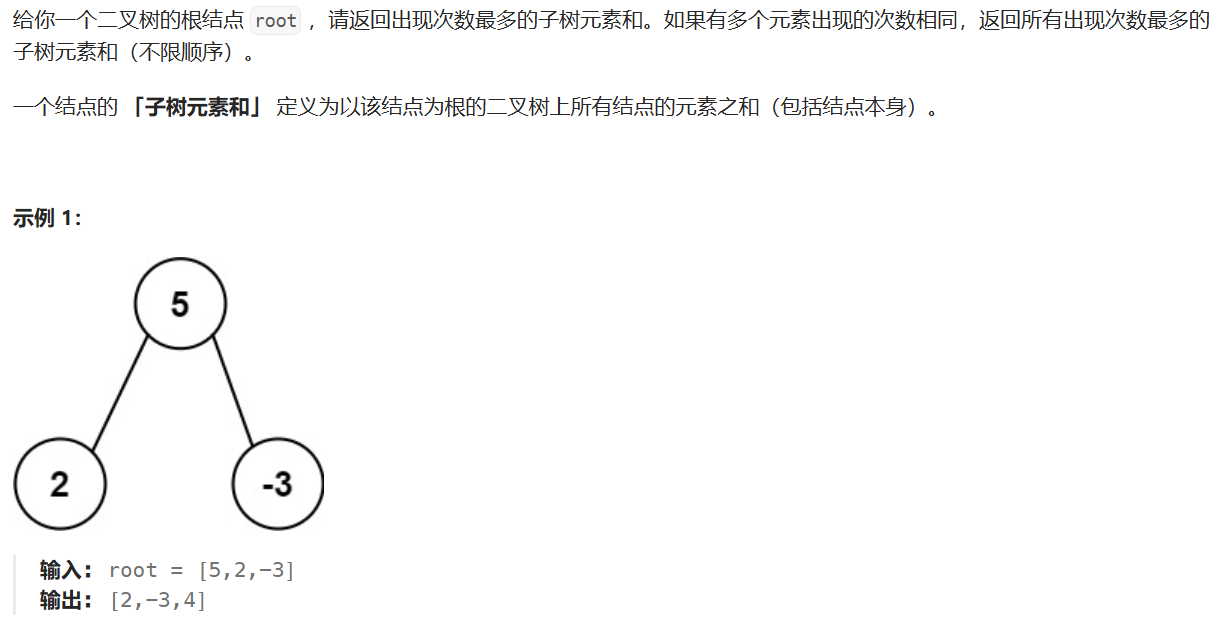 给你一个二叉树的根结点 root ，请返回出现次数最多的子树元素和。如果有多个元素出现的次数相同，返回所有出现次数最多的
子树元素和（不限顺序）。
一个结点的 「子树元素和」 定义为以该结点为根的二叉树上所有结点的元素之和（包括结点本身）。
示例 1：
5
2
-3
输入： root = [5,2,-3]
输出： [2,-3,4]